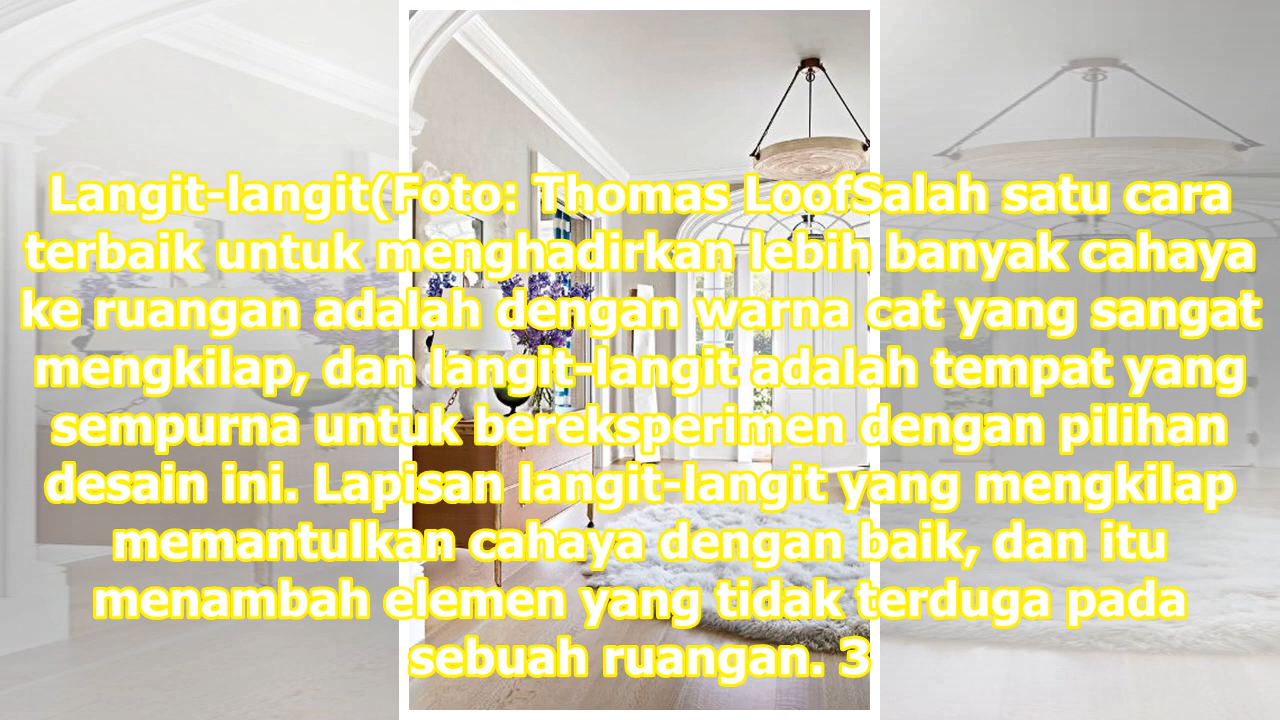 Langit-langit(Foto: Thomas LoofSalah satu cara
terbaik untuk menghadirkan lebih banyak cahaya
ke ruangan adalah dengan warna cat yang sangat
mengkilap, dan langit-langit adalah tempat yang
sempurna untuk bereksperimen dengan pilihan
desain ini. Lapisan langit-langit yang mengkilap
memantulkan cahaya dengan baik, dan itu
menambah elemen yang tidak terduga pada
sebuah ruangan. 3